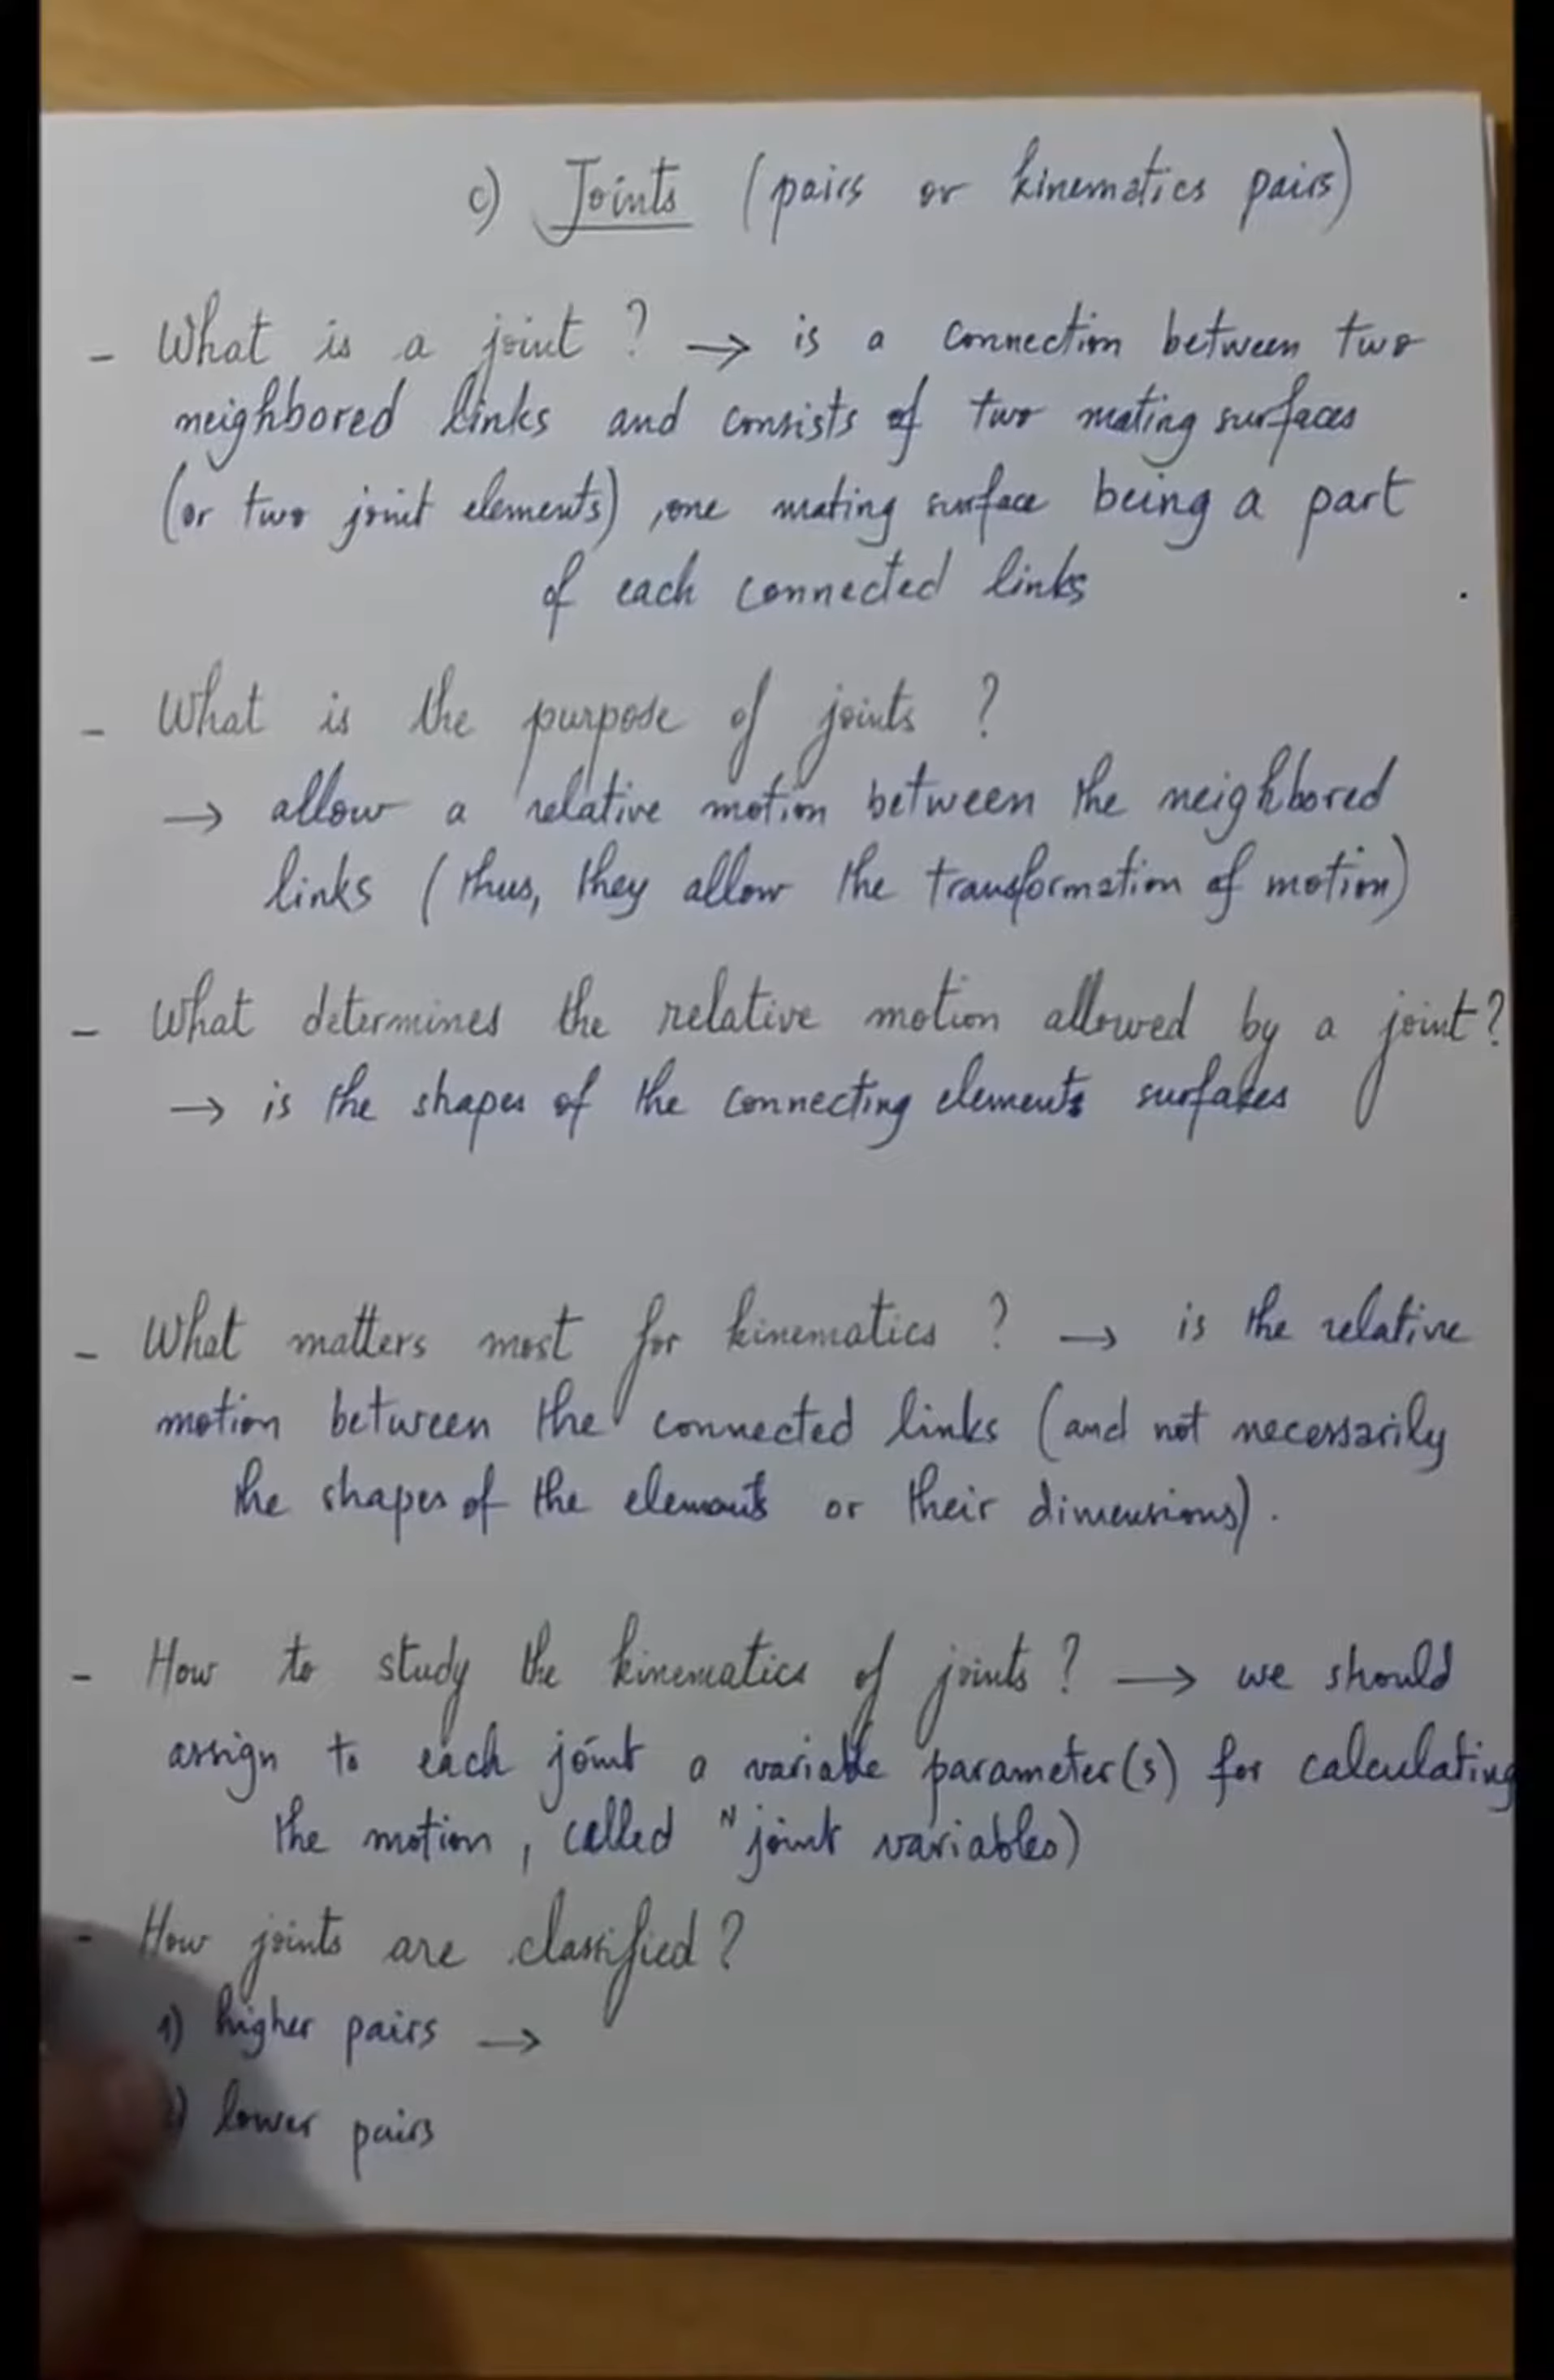 c) Joints (pairs or kinematics pairs)
- What is a joint ? → is a connection between two
neighbored links and consists of two mating surfaces
(or two joint elements), one mating surface being a part
of each connected links
- What is the purpose of joints ?
→ allow a relative motion between the neighbored
links (thus, they allow the transformation of motion)
- What determines the relative motion allowed by a joint?
→ is the shapes of the connecting elements surfaces
- What matters most for kinematics ? → is the relative
motion between the connected links (and not necessarily
the shapes of the elements or their dimensions).
- How to study the kinematics of joints ? → we should
assign to each joint a variable parameter(s) for calculating
the motion, called "joint variables)
- How joints are classified ?
1) higher pairs →
) lower pairs